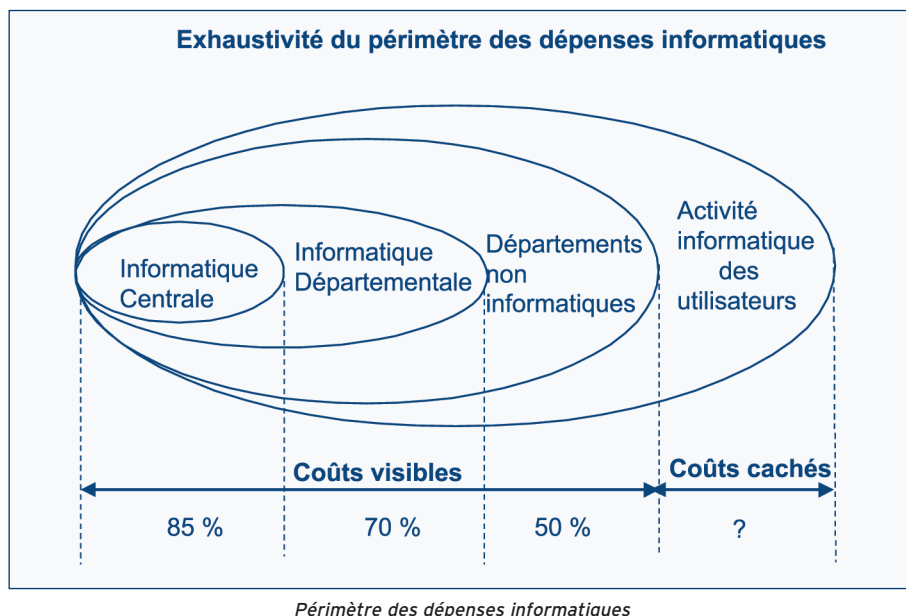 Exhaustivité du périmètre des dépenses informatiques
Informatique
Centrale
Informatique
Départementale
Départements
non
informatiques
Activité
informatique
des
utilisateurs
Coûts visibles
Coûts cachés
85 %
70 %
50 %
?
Périmètre des dépenses informatiques